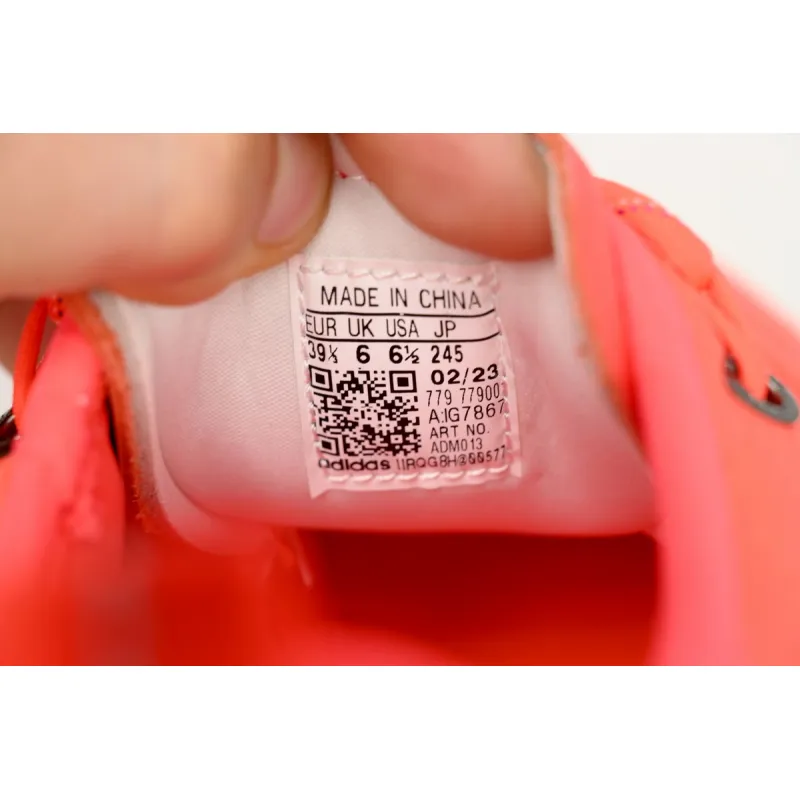 MADE IN CHINA
EUR UK USA JP
39⅓ 6 6½ 245
02/23
779 77900
A:IG7867
ART NO.
ADM013
adidas